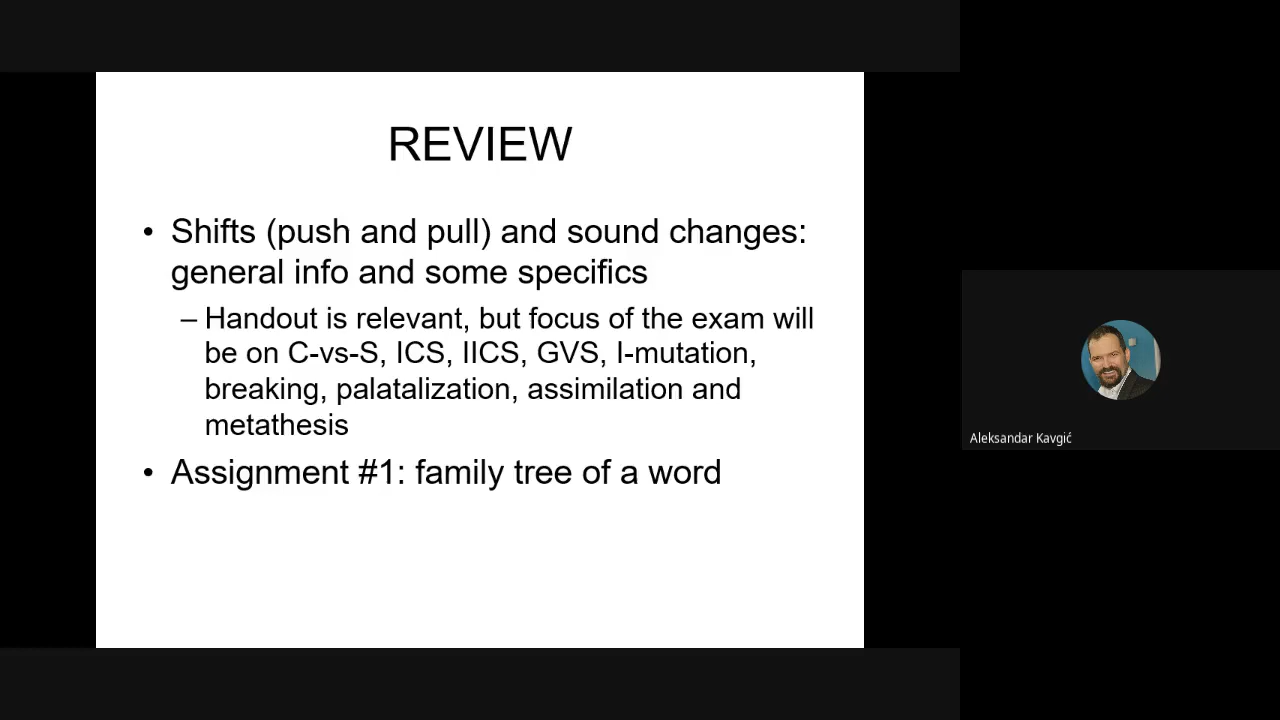 REVIEW
• Shifts (push and pull) and sound changes:
general info and some specifics
– Handout is relevant, but focus of the exam will
be on C-vs-S, ICS, IICS, GVS, I-mutation,
breaking, palatalization, assimilation and
metathesis
• Assignment #1: family tree of a word
Aleksandar Kavgić